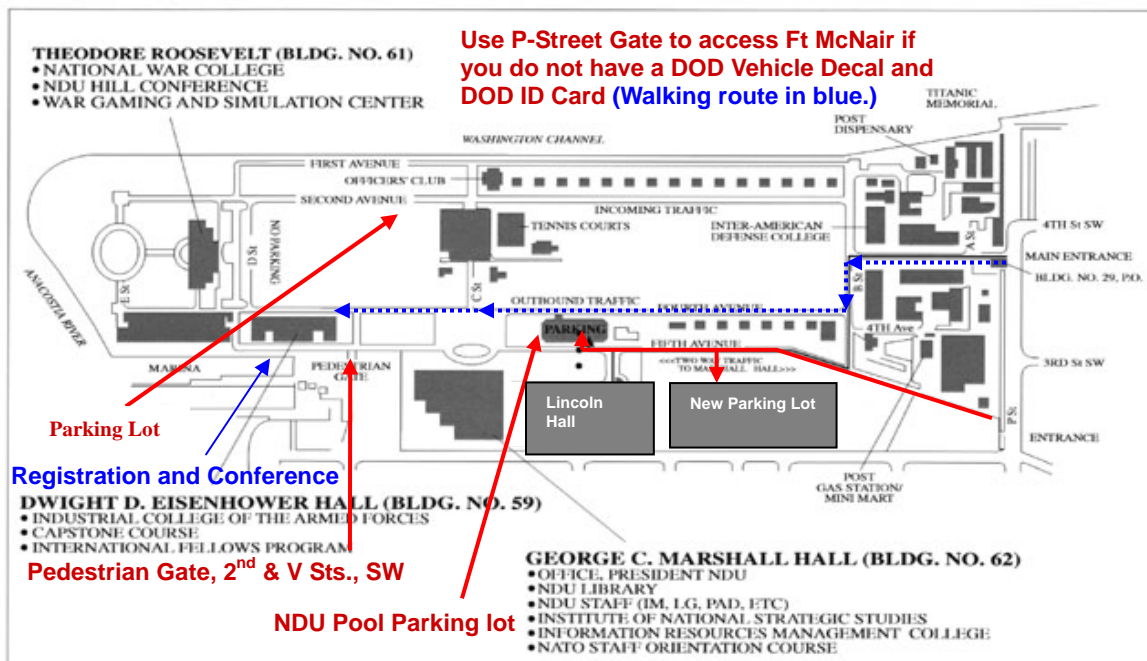 THEODORE ROOSEVELT (BLDG. NO. 61)
•NATIONAL WAR COLLEGE
•NDU HILL CONFERENCE
•WAR GAMING AND SIMULATION CENTER
Use P-Street Gate to access Ft McNair if
you do not have a DOD Vehicle Decal and
DOD ID Card (Walking route in blue.)
TITANIC
MEMORIAL
POST
DISPENSARY
WASHINGTON CHANNEL
FIRST AVENUE
OFFICERS' CLUB
SECOND AVENUE
INCOMING TRAFFIC
TENNIS COURTS
INTER-AMERICAN
DEFENSE COLLEGE
NO PARKING
D St
E St
C St
B St
A St
4TH St SW
MAIN ENTRANCE
BLDG. NO. 29, P.O.
ANACOSTIA RIVER
OUTBOUND TRAFFIC
FOURTH AVENUE
PARKING
4TH Ave
FIFTH AVENUE
<<<TWO WAY TRAFFIC
TO MARSHALL HALL>>>
3RD St SW
MARINA
PEDESTRIAN
GATE
Lincoln
Hall
New Parking Lot
P St
ENTRANCE
Parking Lot
POST
GAS STATION/
MINI MART
Registration and Conference
DWIGHT D. EISENHOWER HALL (BLDG. NO. 59)
•INDUSTRIAL COLLEGE OF THE ARMED FORCES
•CAPSTONE COURSE
•INTERNATIONAL FELLOWS PROGRAM
Pedestrian Gate, 2nd & V Sts., SW
NDU Pool Parking lot
GEORGE C. MARSHALL HALL (BLDG. NO. 62)
•OFFICE, PRESIDENT NDU
•NDU LIBRARY
•NDU STAFF (IM, LG, PAD, ETC)
•INSTITUTE OF NATIONAL STRATEGIC STUDIES
•INFORMATION RESOURCES MANAGEMENT COLLEGE
•NATO STAFF ORIENTATION COURSE